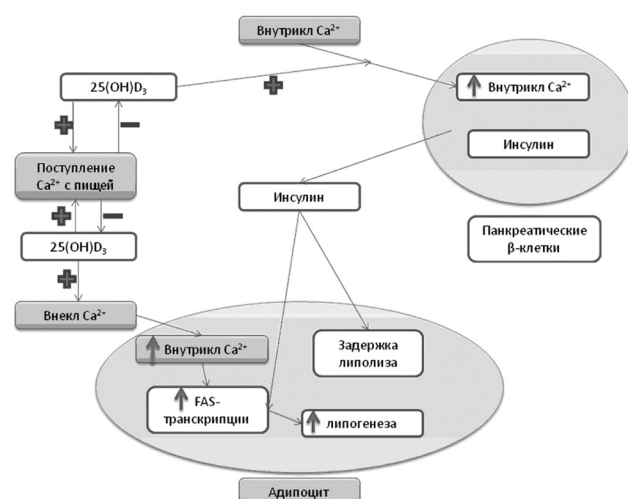 Внутрикл Ca²⁺
25(OH)D₃
Внутрикл Ca²⁺
Инсулин
Поступление
Ca²⁺ с пищей
Инсулин
Панкреатические
β-клетки
25(OH)D₃
Внекл Ca²⁺
Внутрикл Ca²⁺
Задержка
липолиза
FAS-
транскрипции
липогенеза
Адипоцит